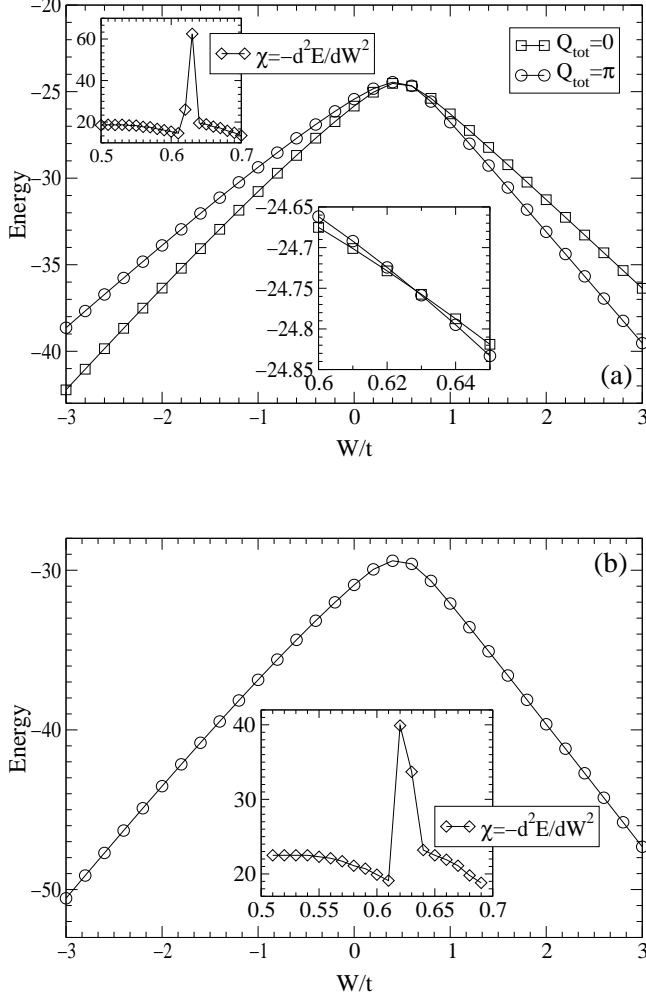 −20
−25
−30
−35
−40
Energy
−3 −2 −1 0 1 2 3
W/t
(a)
Q_tot=0
Q_tot=π
60
40
20
0.5 0.6 0.7
χ=−d²E/dW²
−24.65
−24.7
−24.75
−24.8
−24.85
0.6 0.62 0.64
−30
−40
−50
Energy
−3 −2 −1 0 1 2 3
W/t
(b)
40
30
20
0.5 0.55 0.6 0.65 0.7
χ=−d²E/dW²